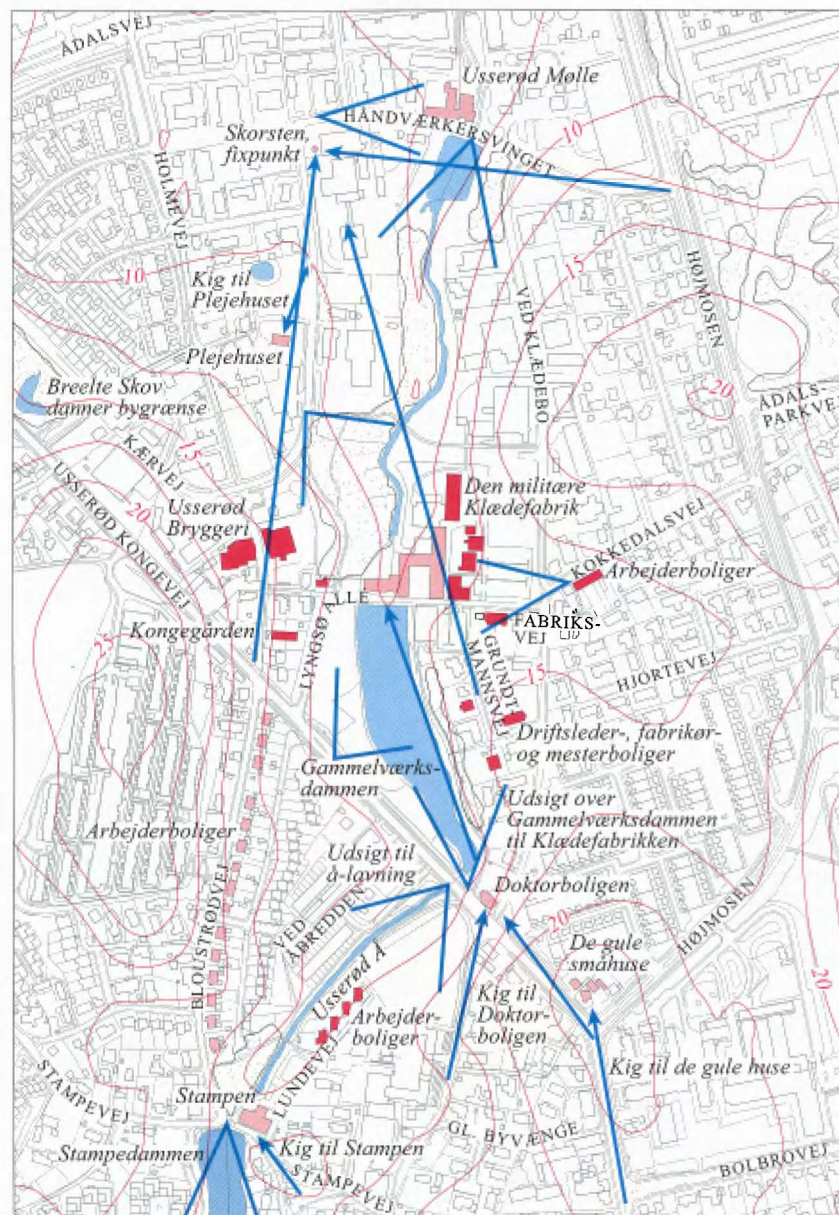 ÅDALSVEJ
Usserød Mølle
HÅNDVÆRKERSVINGET
Skorsten,
fixpunkt
HOLMEVEJ
10
10
15
Kig til
Plejehuset
Plejehuset
HØJMOSEN
VED KLÆDEBO
20
ÅDALS-
PARKVEJ
Breelte Skov
danner bygrænse
KÆRVEJ
15
USSERØD KONGEVEJ
20
Usserød
Bryggeri
Den militære
Klædefabrik
KOKKEDALSVEJ
Arbejderboliger
LYNGSØ ALLE
FABRIKS-
VEJ
Kongegården
GRUNDT-
MANNSVEJ
HJORTEVEJ
25
15
Driftsleder-, fabrikør-
og mesterboliger
Gammelværks-
dammen
Udsigt over
Gammelværksdammen
til Klædefabrikken
Arbejderboliger
Udsigt til
å-lavning
Doktorboligen
BLOUSTRØDVEJ
VED
ÅBREDDEN
HØJMOSEN
20
De gule
småhuse
20
Usserød Å
Arbejder-
boliger
Kig til
Doktor-
boligen
LUNDEVEJ
Kig til de gule huse
STAMPEVEJ
Stampen
Stampedammen
Kig til Stampen
STAMPEVEJ
GL. BYVÆNGE
BOLBROVEJ